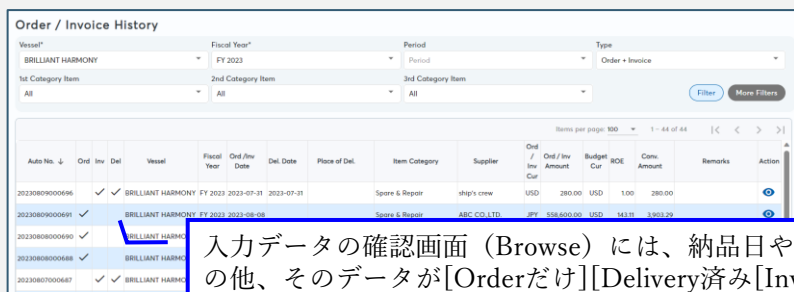 Order / Invoice History
Vessel* Fiscal Year* Period Type
BRILLIANT HARMONY FY 2023 Period Order + Invoice
1st Category Item 2nd Category Item 3rd Category Item
All All All Filter More Filters
Items per page: 100 1 – 44 of 44
Auto No. ↓ Ord Inv Del Vessel Fiscal Year Ord /Inv Date Del. Date Place of Del. Item Category Supplier Ord / Inv Cur Ord / Inv Amount Budget Cur ROE Conv. Amount Remarks Action
20230809000696 ✓ ✓ BRILLIANT HARMONY FY 2023 2023-07-31 2023-07-31 Spare & Repair ship's crew USD 280.00 USD 1.00 280.00
20230809000691 ✓ BRILLIANT HARMONY FY 2023 2023-08-08 Spare & Repair ABC CO.,LTD. JPY 558,600.00 USD 143.11 3,903.29
20230808000690 ✓ BRILLIANT HARMONY
20230808000688 ✓ BRILLIANT HARMONY
20230807000687 ✓ ✓ BRILLIANT HARMONY
入力データの確認画面（Browse）には、納品日や
の他、そのデータが[Orderだけ][Delivery済み[Inv